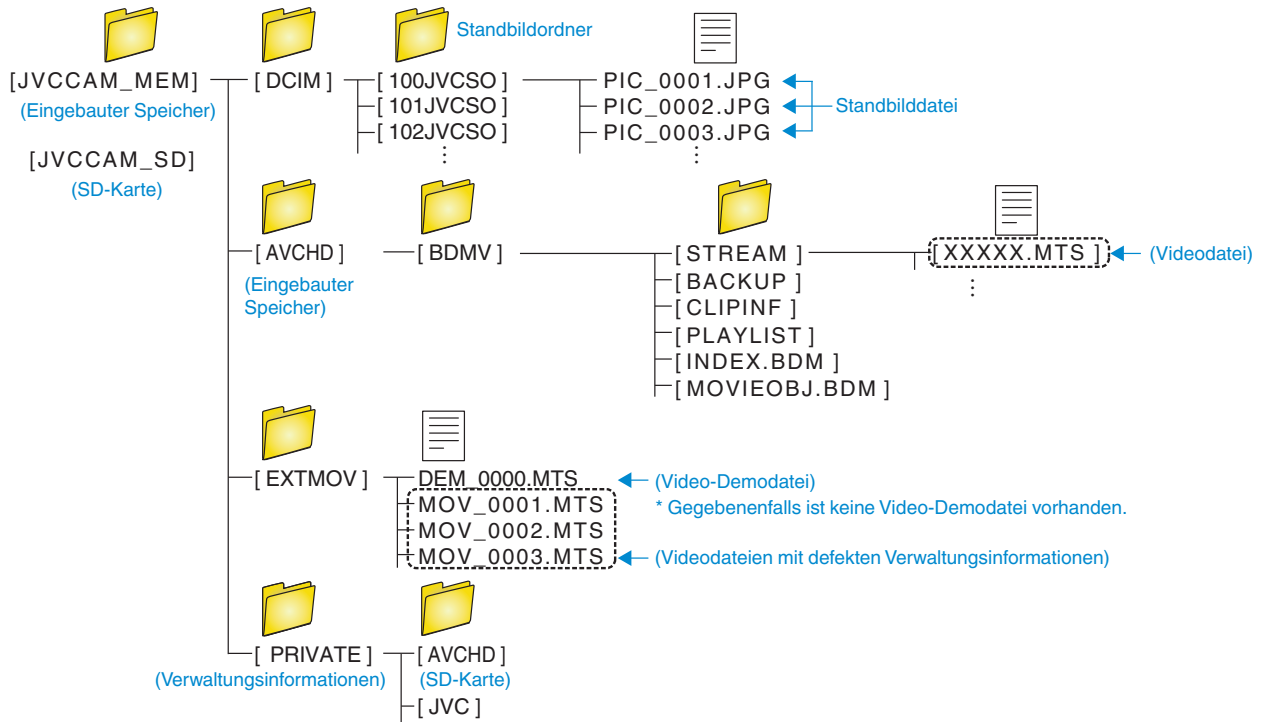 Standbildordner
[JVCCAM_MEM]
(Eingebauter Speicher)
[JVCCAM_SD]
(SD-Karte)
[DCIM]
[100JVCSO]
[101JVCSO]
[102JVCSO]
PIC_0001.JPG
PIC_0002.JPG
PIC_0003.JPG
Standbilddatei
[AVCHD]
(Eingebauter
Speicher)
[BDMV]
[STREAM]
[BACKUP]
[CLIPINF]
[PLAYLIST]
[INDEX.BDM]
[MOVIEOBJ.BDM]
[XXXXX.MTS]
(Videodatei)
[EXTMOV]
DEM_0000.MTS
(Video-Demodatei)
* Gegebenenfalls ist keine Video-Demodatei vorhanden.
MOV_0001.MTS
MOV_0002.MTS
MOV_0003.MTS
(Videodateien mit defekten Verwaltungsinformationen)
[PRIVATE]
(Verwaltungsinformationen)
[AVCHD]
(SD-Karte)
[JVC]